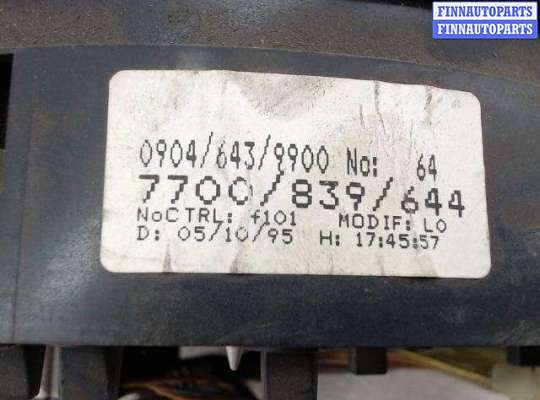 FINNAUTOPARTS
FINNAUTOPARTS
0904/643/9900 No: 64
7700/839/644
NoCTRL: f101 MODIF: LO
D: 05/10/95 H: 17:45:57